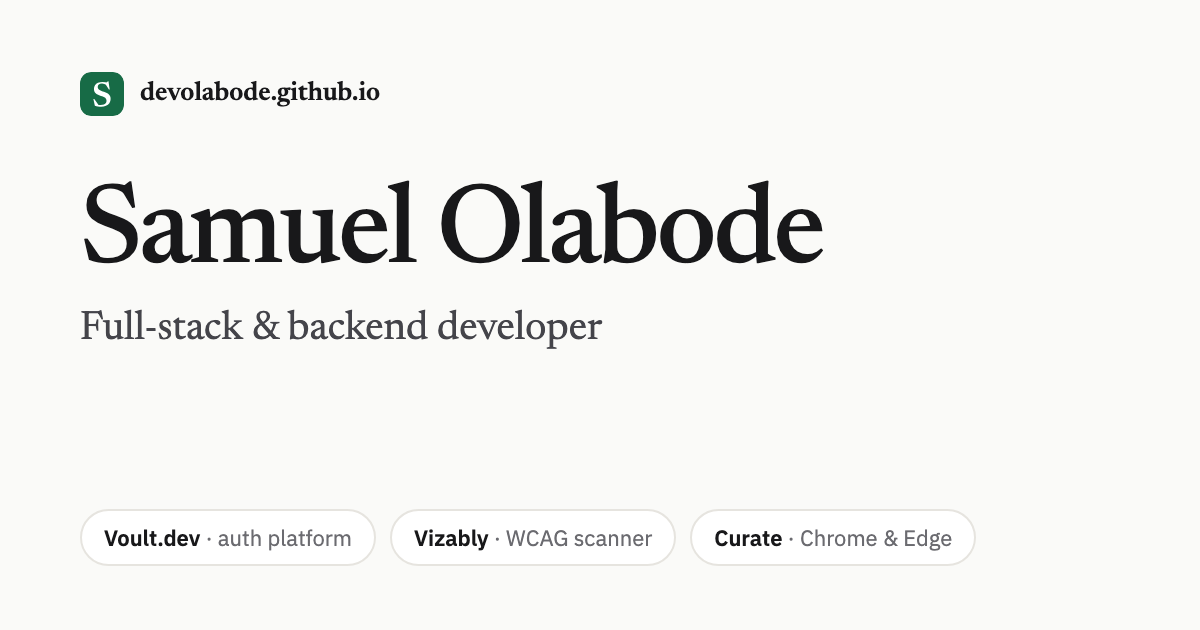 S devolabode.github.io
Samuel Olabode
Full-stack & backend developer
Voult.dev · auth platform Vizably · WCAG scanner Curate · Chrome & Edge